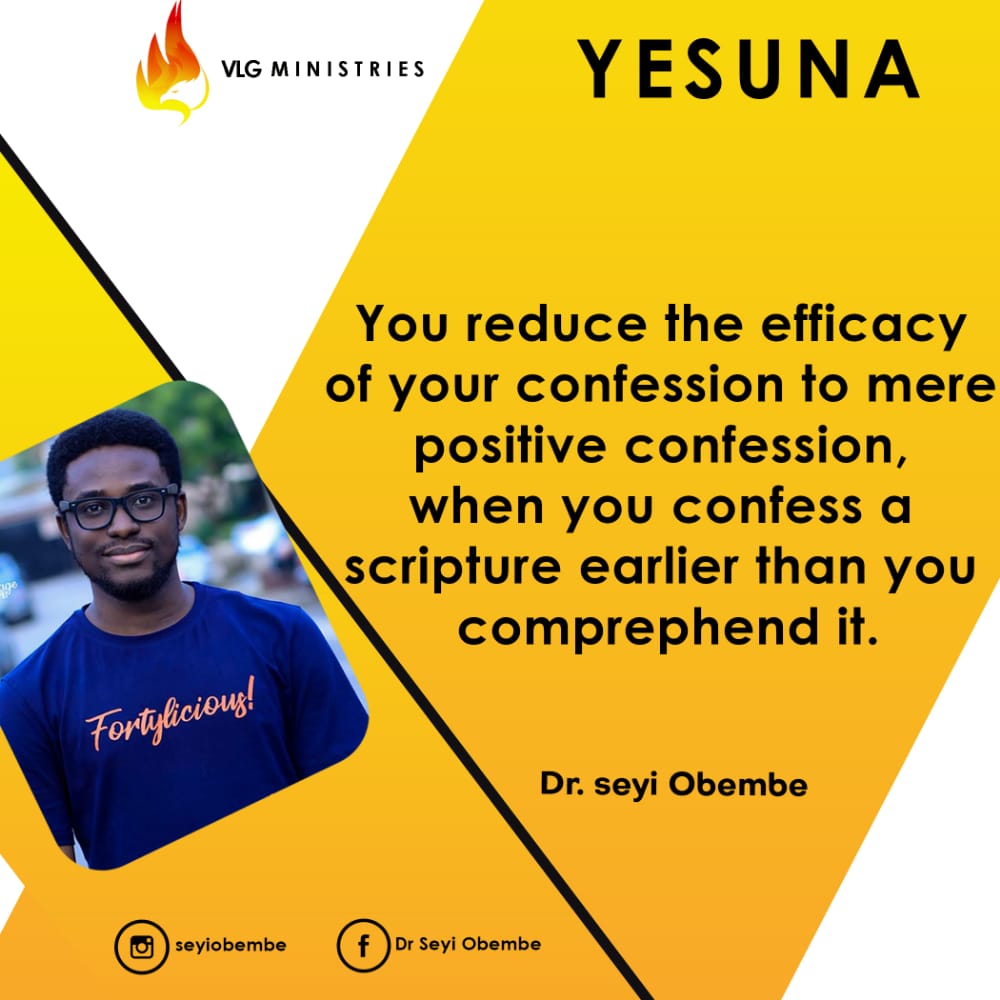 VLG MINISTRIES
YESUNA
You reduce the efficacy
of your confession to mere
positive confession,
when you confess a
scripture earlier than you
comprephend it.
Fortylicious!
Dr. seyi Obembe
seyiobembe
Dr Seyi Obembe